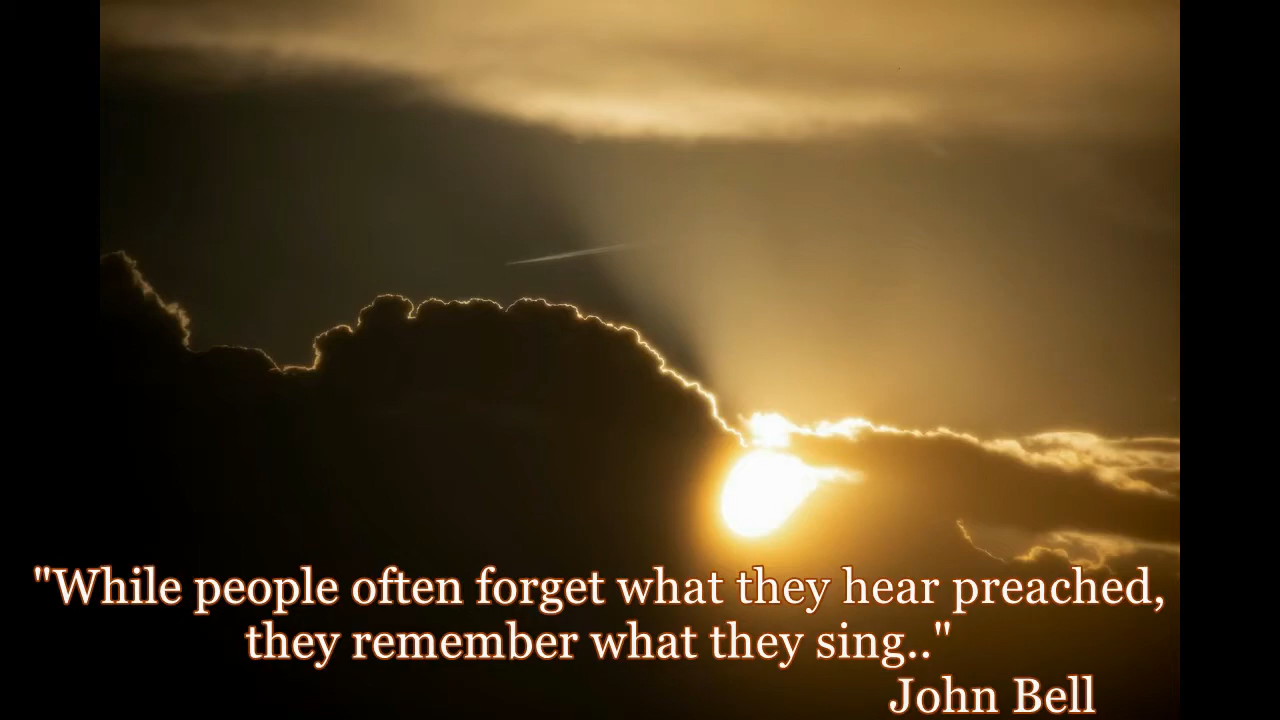 "While people often forget what they hear preached,
they remember what they sing.."
John Bell